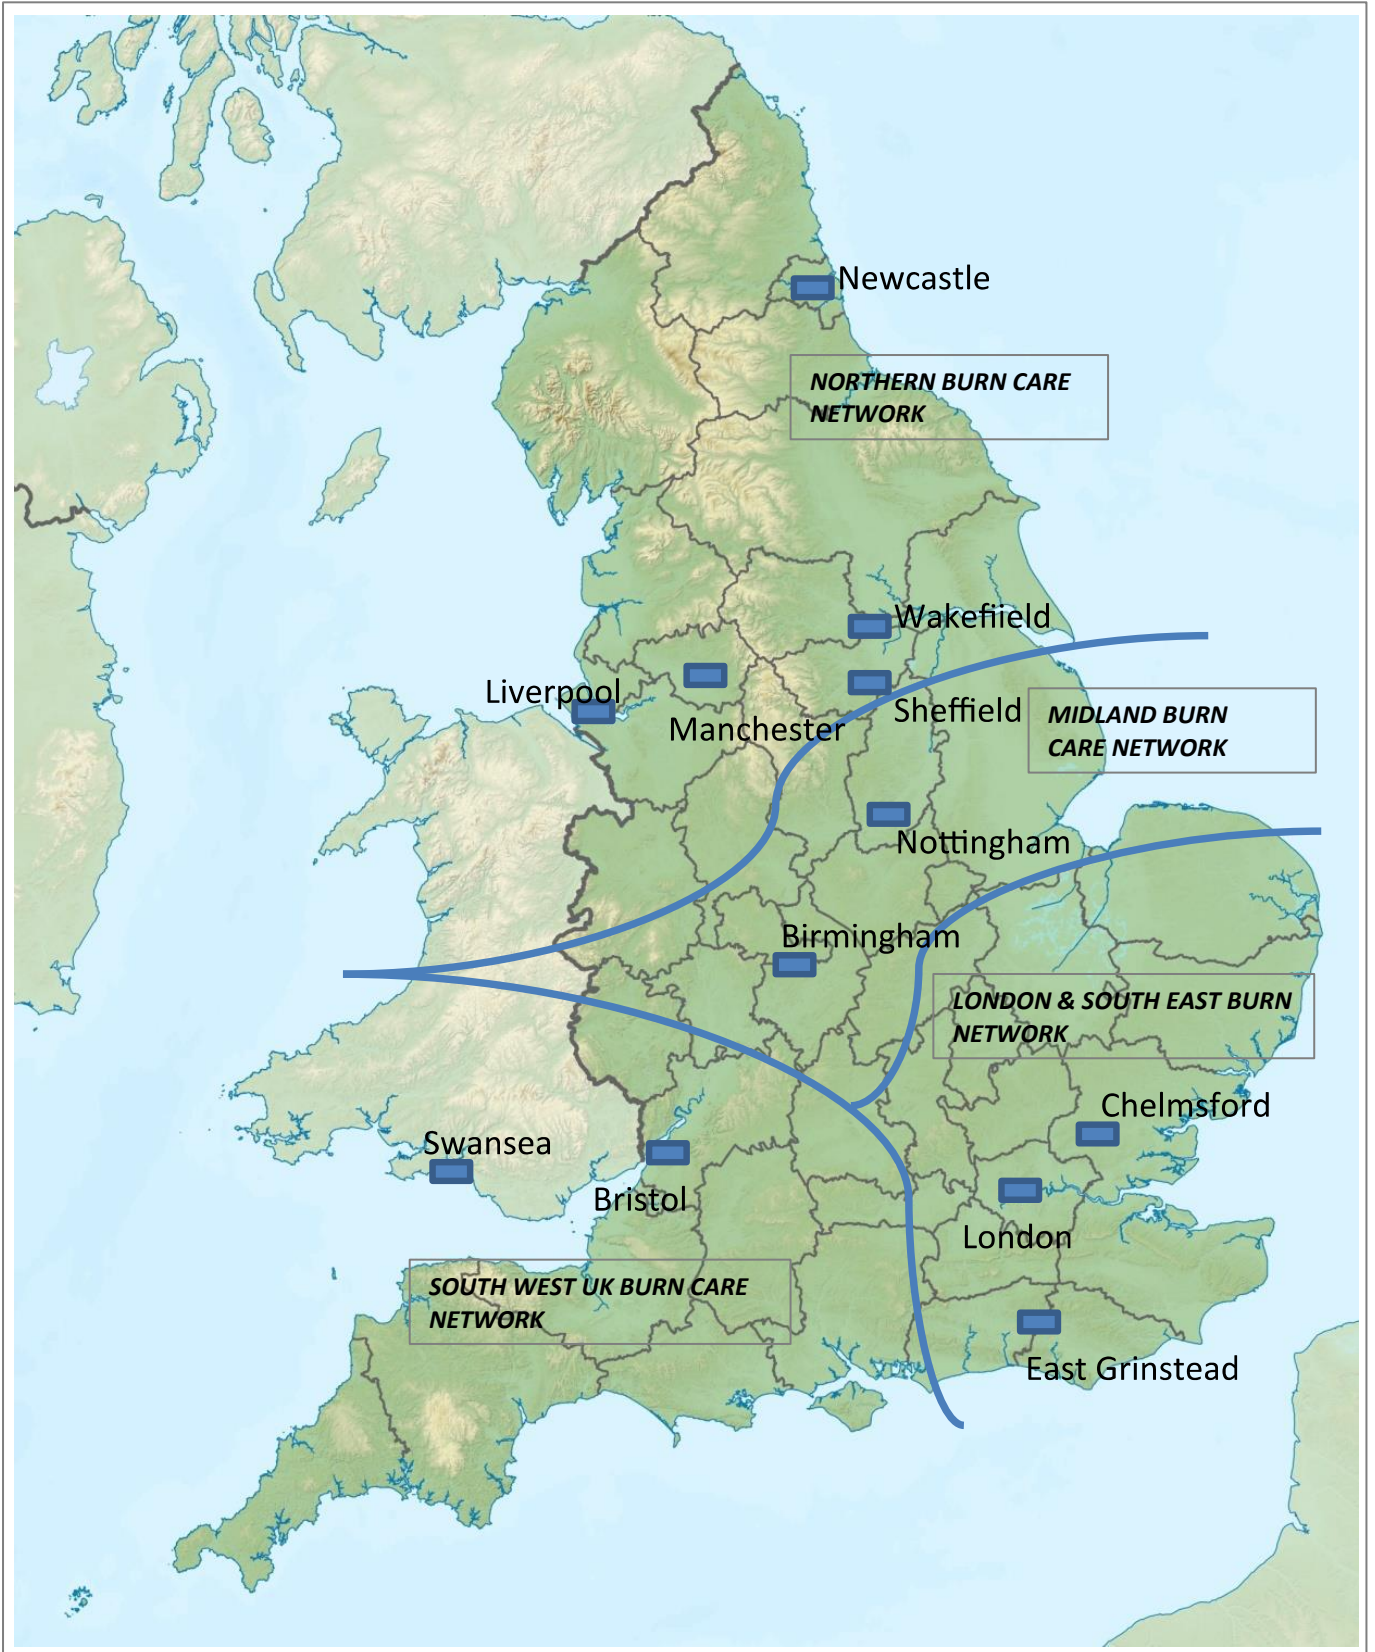 Newcastle
NORTHERN BURN CARE
NETWORK
Wakefiield
Liverpool
Manchester
Sheffield
MIDLAND BURN
CARE NETWORK
Nottingham
Birmingham
LONDON & SOUTH EAST BURN
NETWORK
Chelmsford
Swansea
Bristol
London
SOUTH WEST UK BURN CARE
NETWORK
East Grinstead